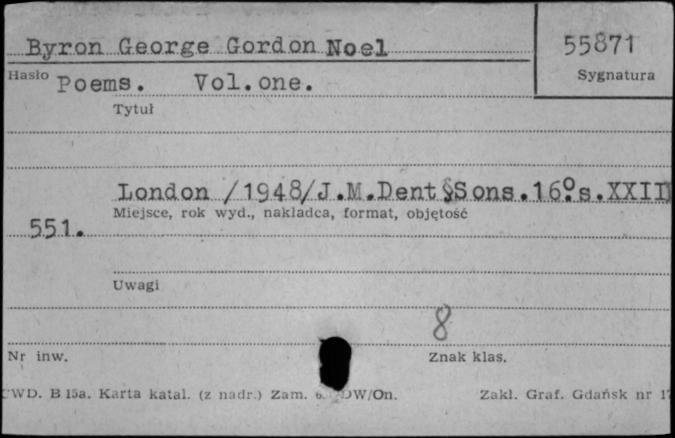 Byron George Gordon Noel
55871
Hasło
Sygnatura
Poems. Vol.one.
Tytuł
London /1948/J.M.Dent & Sons.16°.s.XXII
Miejsce, rok wyd., nakładca, format, objętość
551.
Uwagi
8
Nr inw.
Znak klas.
WD. B 15a. Karta katal. (z nadr.) Zam. DW/On.
Zakł. Graf. Gdańsk nr